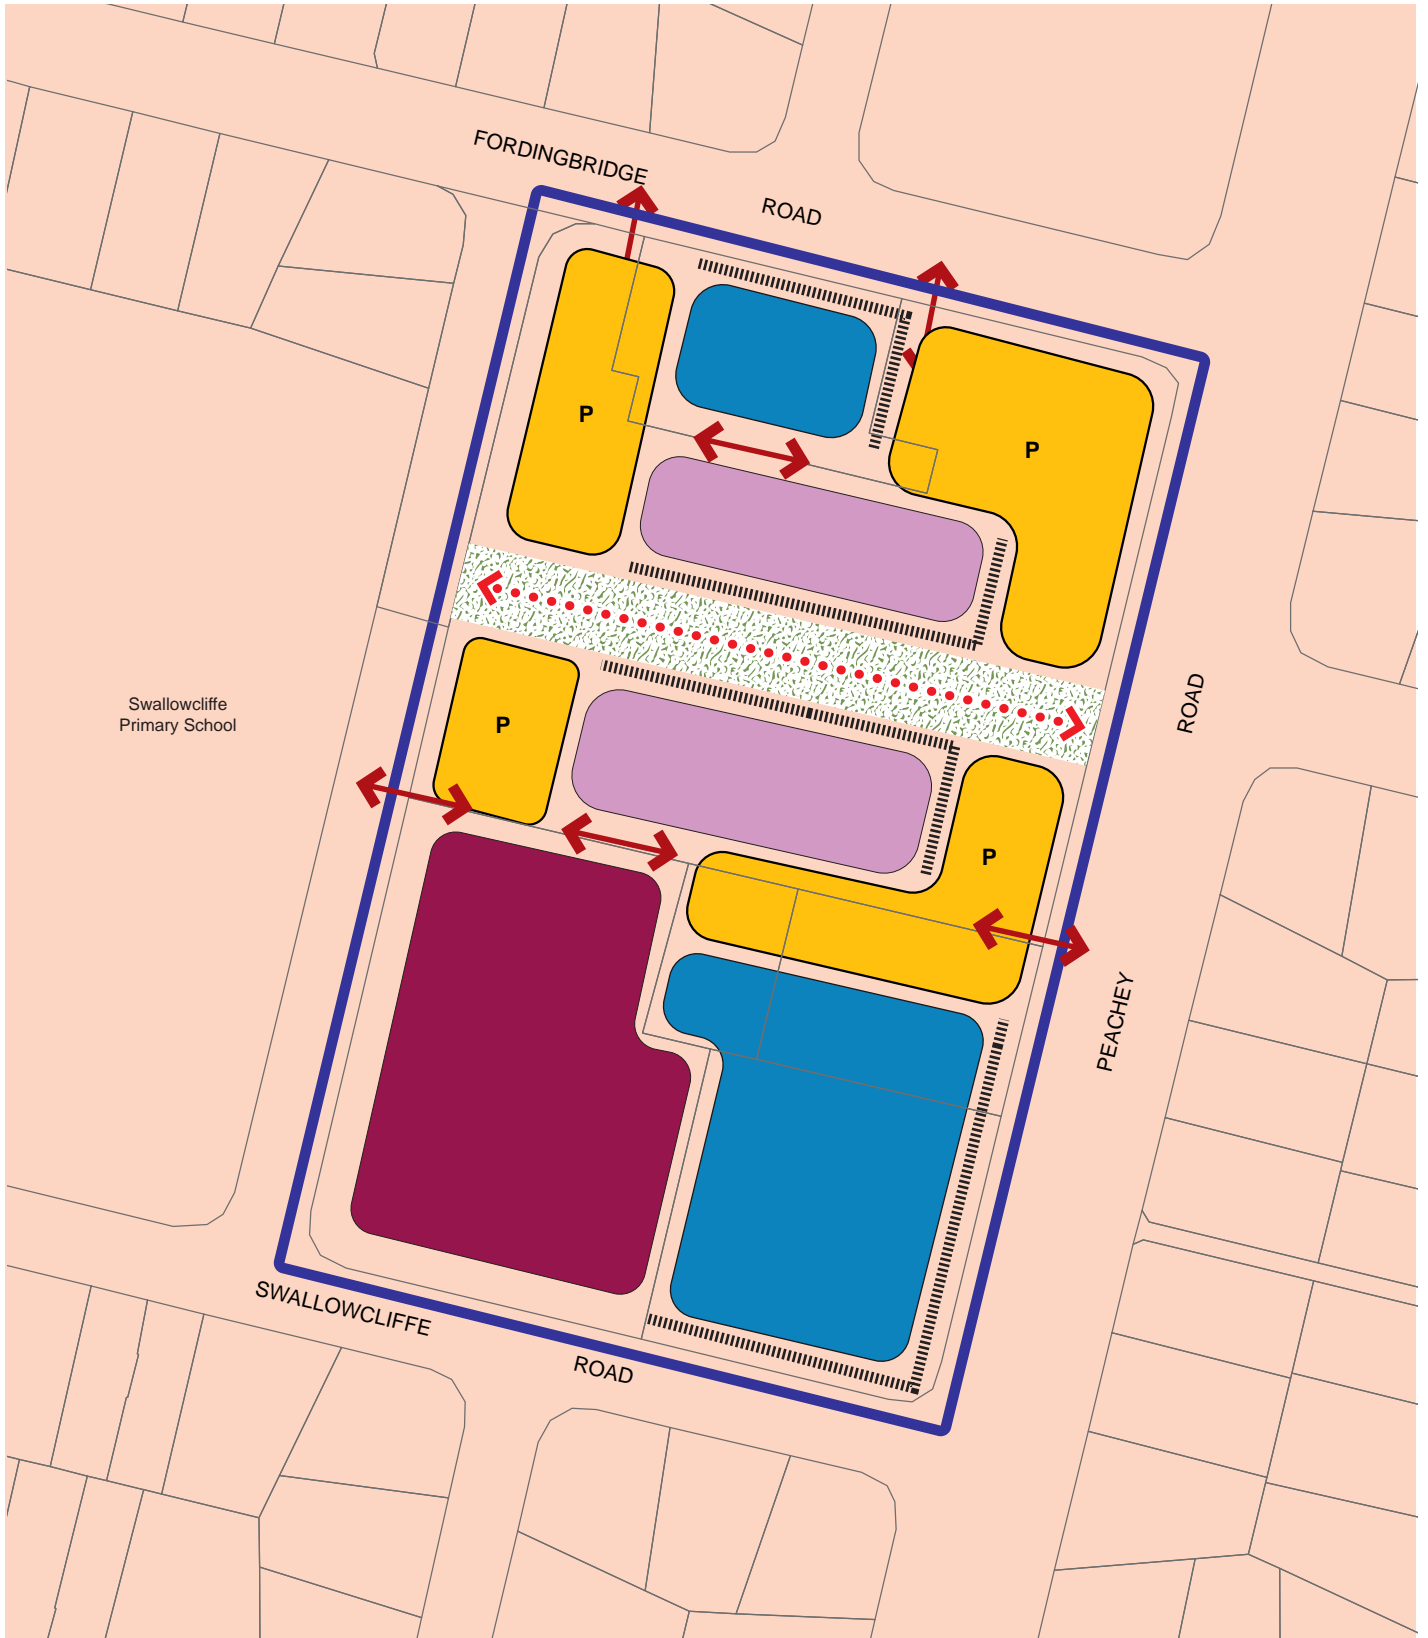 FORDINGBRIDGE
ROAD
P
P
Swallowcliffe
Primary School
P
ROAD
P
PEACHEY
SWALLOWCLIFFE
ROAD